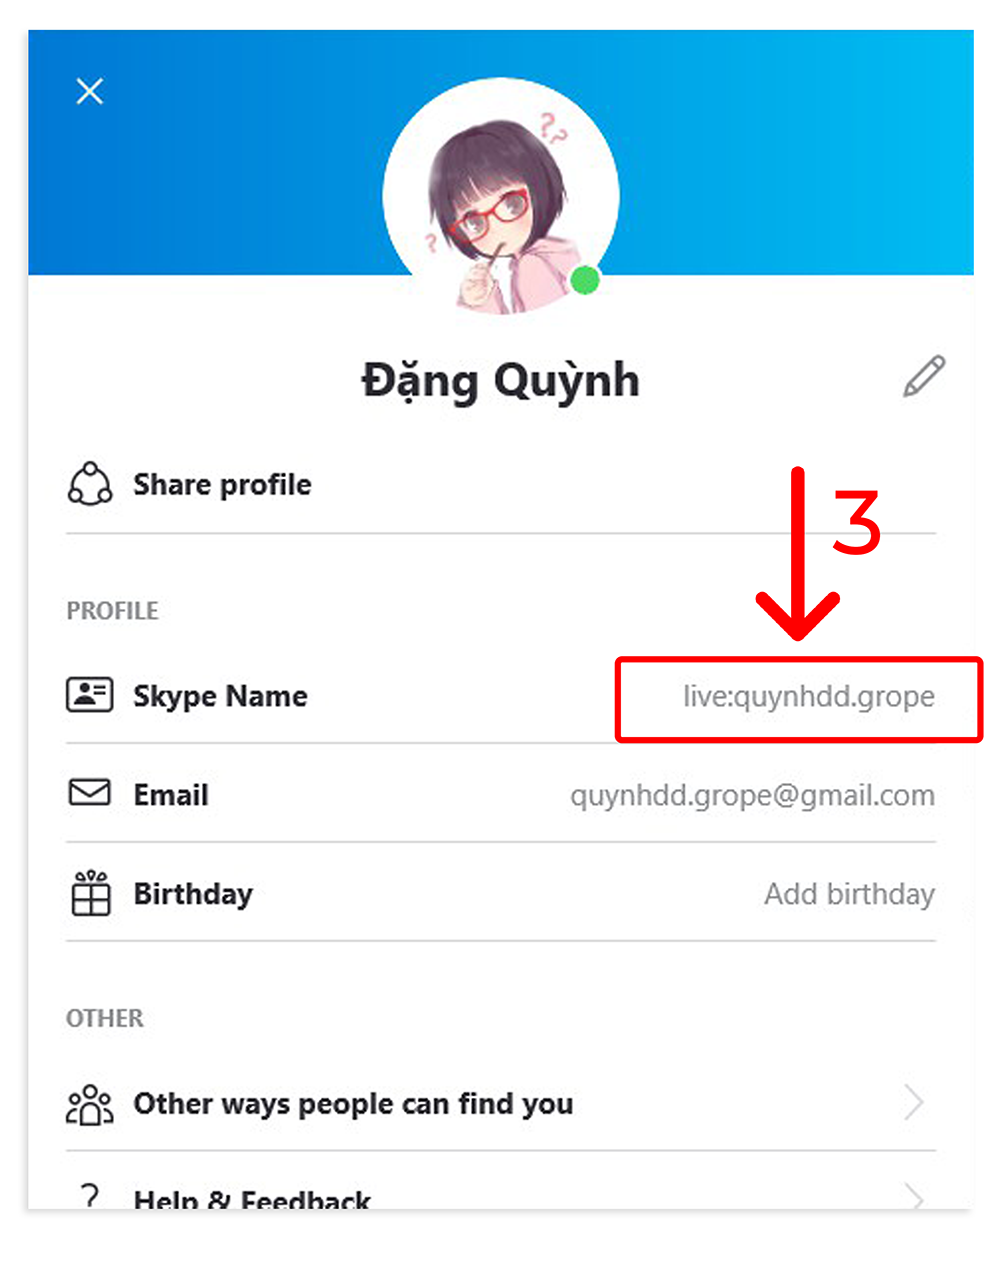 Đặng Quỳnh
Share profile
3
PROFILE
Skype Name live:quynhdd.grope
Email quynhdd.grope@gmail.com
Birthday Add birthday
OTHER
Other ways people can find you
Help & Feedback